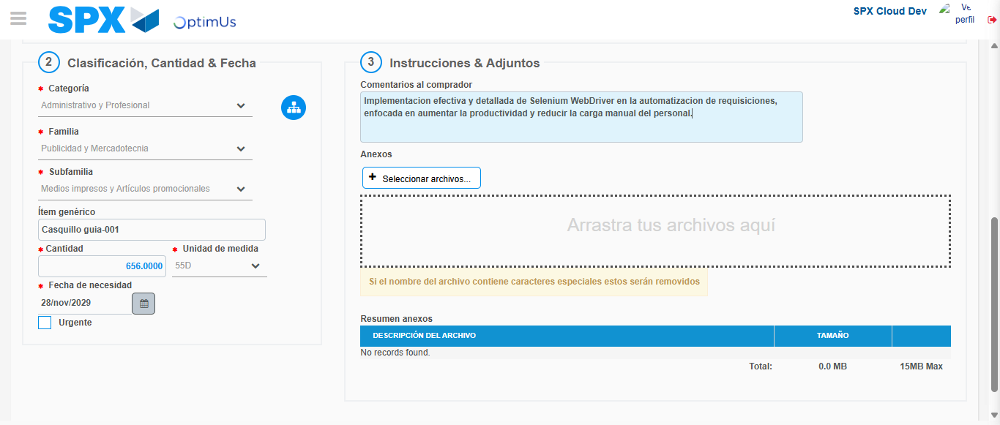 SPX
OptimUs
SPX Cloud Dev
Ve
perfil
2 Clasificación, Cantidad & Fecha
* Categoría
Administrativo y Profesional
* Familia
Publicidad y Mercadotecnia
* Subfamilia
Medios impresos y Artículos promocionales
Ítem genérico
Casquillo guia-001
* Cantidad
* Unidad de medida
656.0000
55D
* Fecha de necesidad
28/nov/2029
Urgente
3 Instrucciones & Adjuntos
Comentarios al comprador
Implementacion efectiva y detallada de Selenium WebDriver en la automatizacion de requisiciones,
enfocada en aumentar la productividad y reducir la carga manual del personal.
Anexos
+ Seleccionar archivos...
Arrastra tus archivos aquí
Si el nombre del archivo contiene caracteres especiales estos serán removidos
Resumen anexos
DESCRIPCIÓN DEL ARCHIVO TAMAÑO
No records found.
Total: 0.0 MB 15MB Max